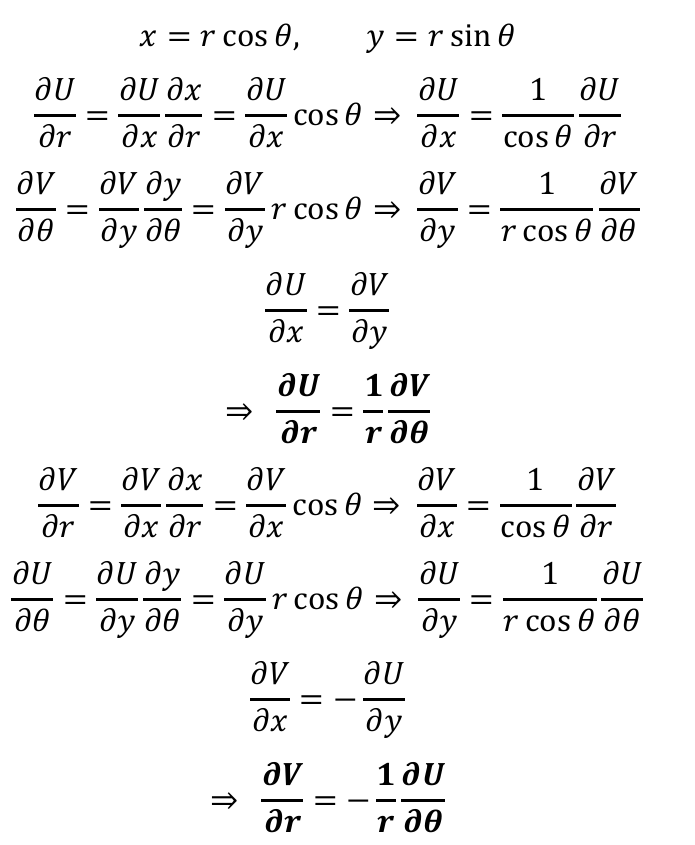 x = r cos θ,   y = r sin θ
∂U/∂r = ∂U/∂x ∂x/∂r = ∂U/∂x cos θ ⇒ ∂U/∂x = 1/(cos θ) ∂U/∂r
∂V/∂θ = ∂V/∂y ∂y/∂θ = ∂V/∂y r cos θ ⇒ ∂V/∂y = 1/(r cos θ) ∂V/∂θ
∂U/∂x = ∂V/∂y
⇒ ∂U/∂r = 1/r ∂V/∂θ
∂V/∂r = ∂V/∂x ∂x/∂r = ∂V/∂x cos θ ⇒ ∂V/∂x = 1/(cos θ) ∂V/∂r
∂U/∂θ = ∂U/∂y ∂y/∂θ = ∂U/∂y r cos θ ⇒ ∂U/∂y = 1/(r cos θ) ∂U/∂θ
∂V/∂x = − ∂U/∂y
⇒ ∂V/∂r = − 1/r ∂U/∂θ